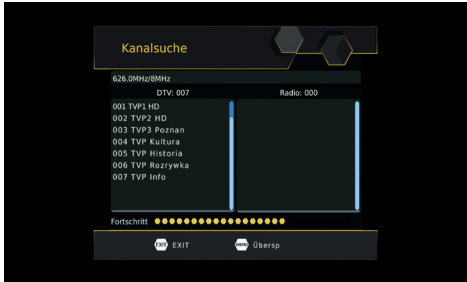 Kanalsuche
626.0MHz/8MHz
DTV: 007 Radio: 000
001 TVP1 HD
002 TVP2 HD
003 TVP3 Poznan
004 TVP Kultura
005 TVP Historia
006 TVP Rozrywka
007 TVP Info
Fortschritt
EXIT EXIT MENU Übersp